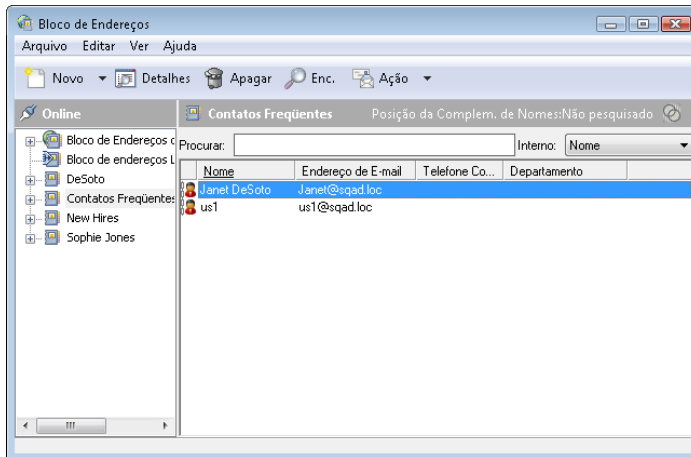 Bloco de Endereços
Arquivo Editar Ver Ajuda
Novo Detalhes Apagar Enc. Ação
Online Contatos Freqüentes Posição da Complem. de Nomes:Não pesquisado
Bloco de Endereços
Bloco de endereços L
DeSoto
Contatos Freqüentes
New Hires
Sophie Jones
Procurar: Interno: Nome
Nome Endereço de E-mail Telefone Co... Departamento
Janet DeSoto Janet@sqad.loc
us1 us1@sqad.loc